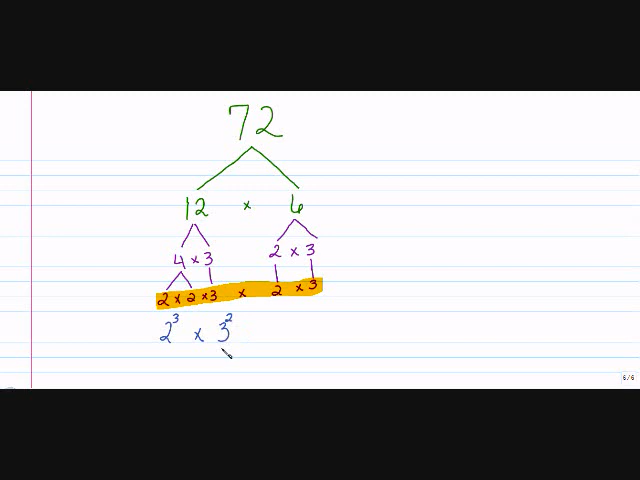 72
12 × 6
4 × 3 2 × 3
2 × 2 × 3 × 2 × 3
2³ × 3²
6/6